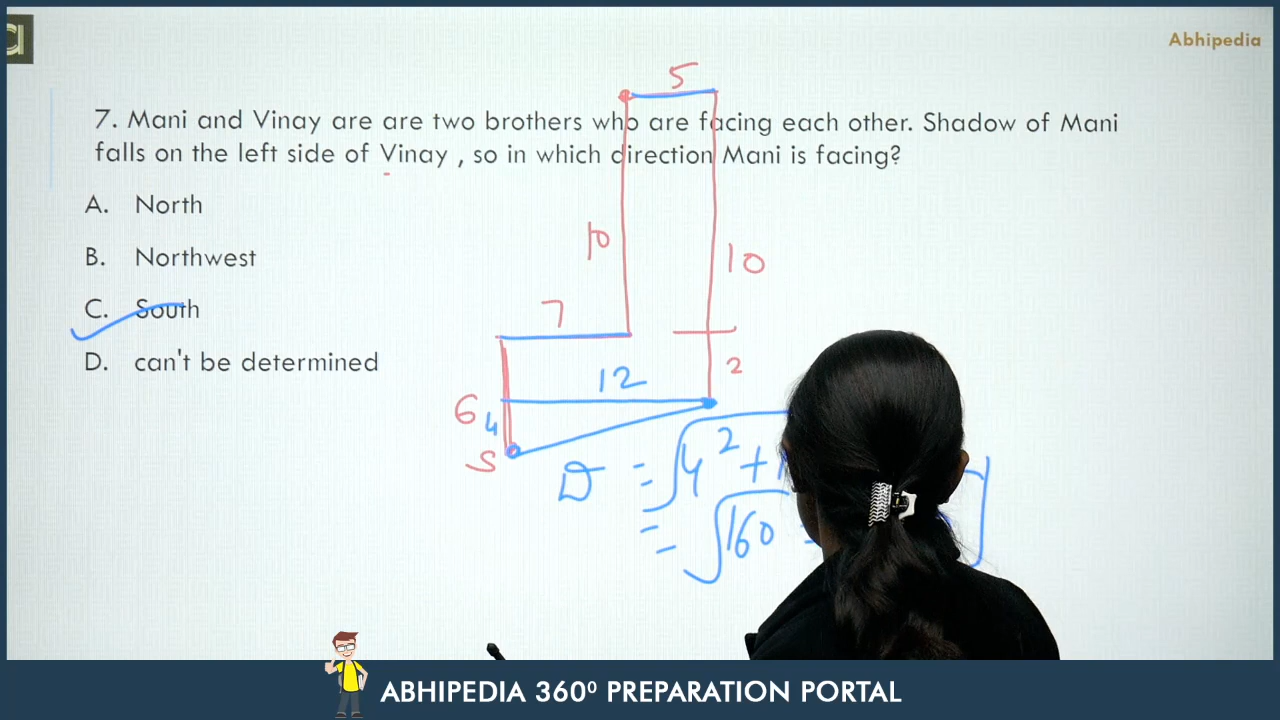 Abhipedia
5
7. Mani and Vinay are are two brothers who are facing each other. Shadow of Mani
falls on the left side of Vinay , so in which direction Mani is facing?
A. North
B. Northwest
C. South
D. can't be determined
10
10
7
2
12
6
4
S
D = √4² +
= √160 =
ABHIPEDIA 360⁰ PREPARATION PORTAL